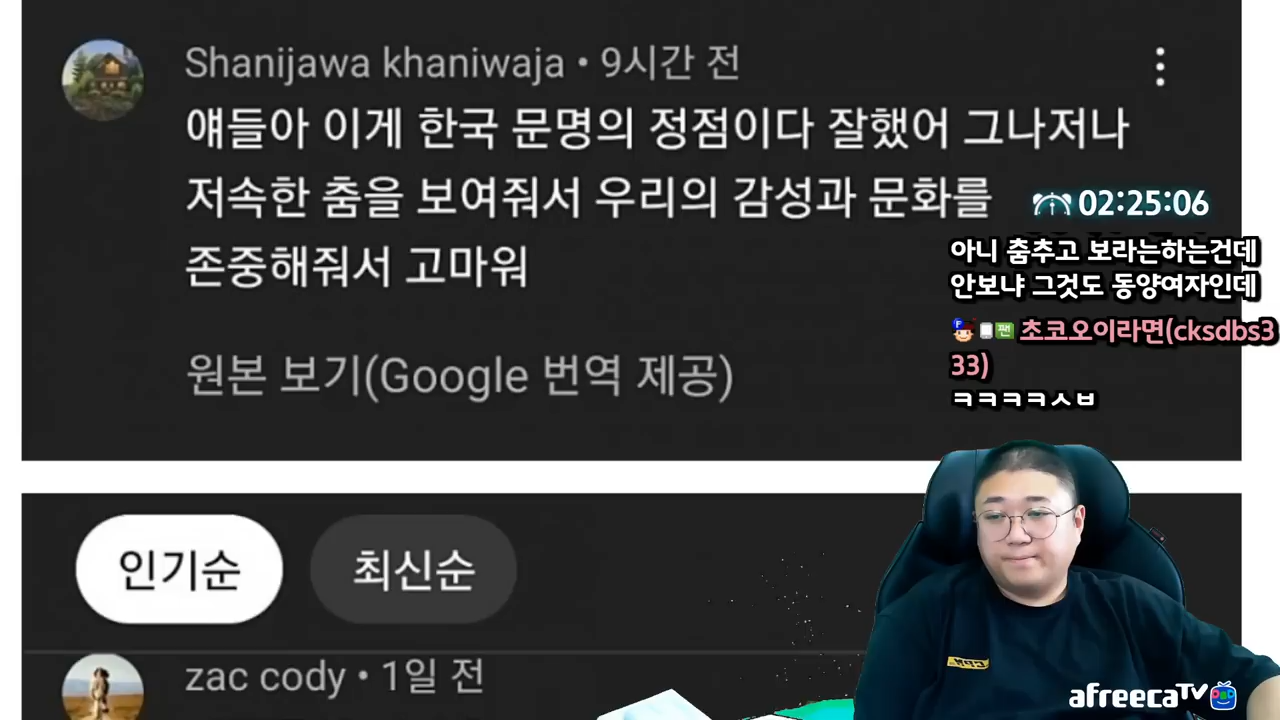 Shanijawa khaniwaja • 9시간 전
얘들아 이게 한국 문명의 정점이다 잘했어 그나저나
저속한 춤을 보여줘서 우리의 감성과 문화를
존중해줘서 고마워
원본 보기(Google 번역 제공)
02:25:06
아니 춤추고 보라는하는건데
안보냐 그것도 동양여자인데
초코오이라면(cksdbs3
33)
ㅋㅋㅋㅋㅅㅂ
인기순
최신순
zac cody • 1일 전
afreecaTV